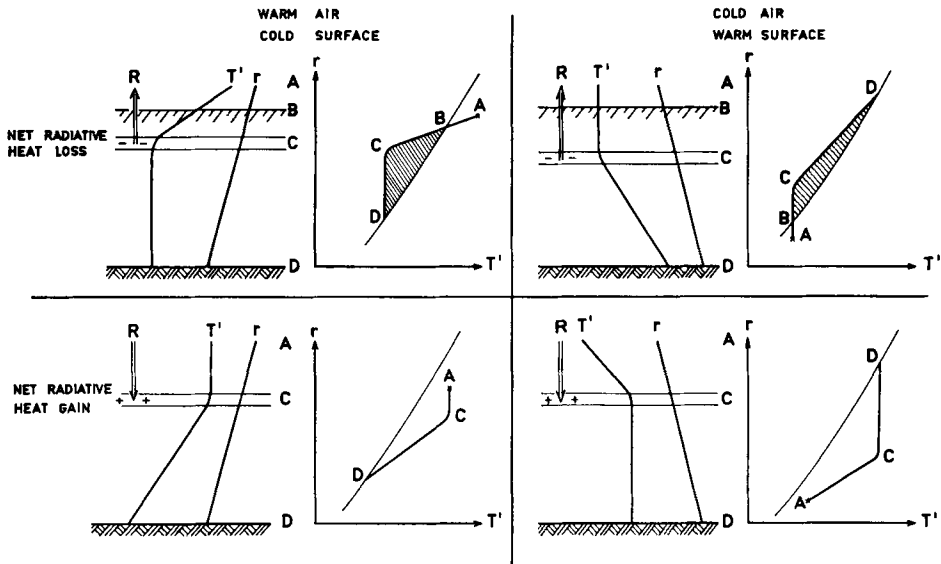 WARM AIR
COLD SURFACE
COLD AIR
WARM SURFACE
R T' r A
B
NET RADIATIVE
HEAT LOSS
- -
C
D
r
A
B
C
D
T'
R T' r A
B
- -
C
D
r
D
C
B
A
T'
R T' r A
NET RADIATIVE
HEAT GAIN
+ +
C
D
r
A
C
D
T'
R T' r A
+ +
C
D
r
D
C
A
T'